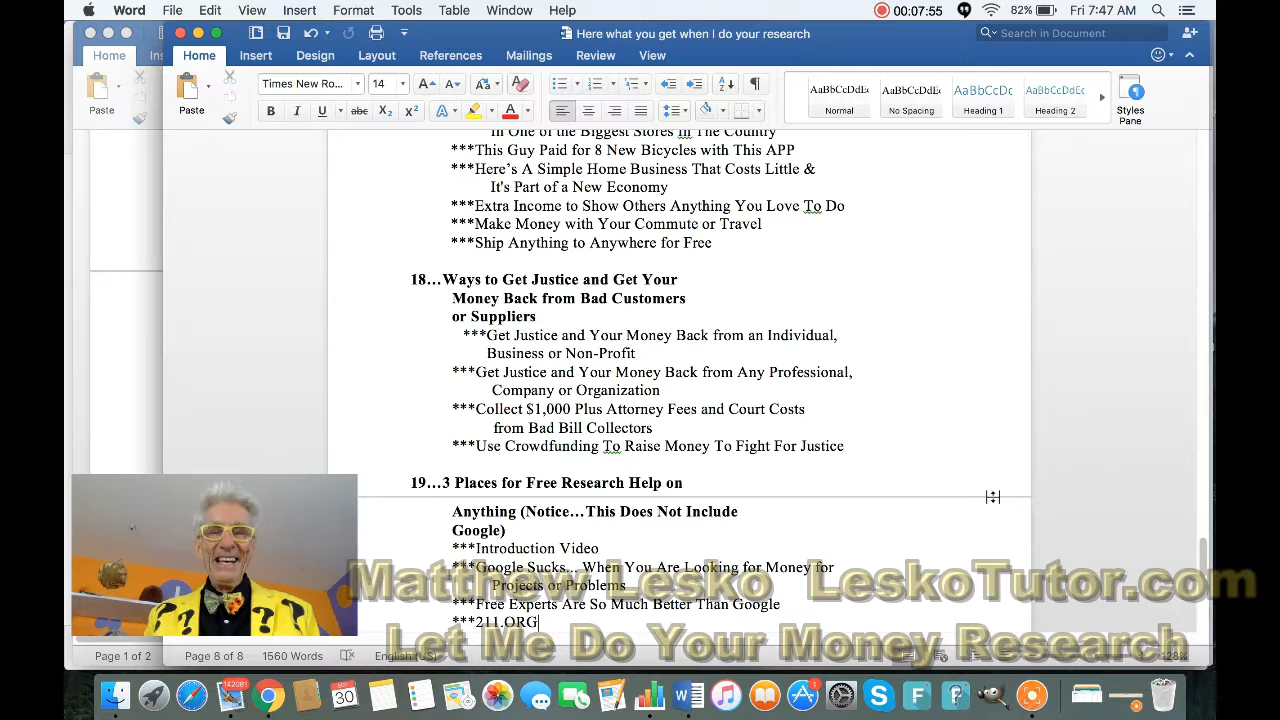 Word File Edit View Insert Format Tools Table Window Help 00:07:55 82% Fri 7:47 AM
Here what you get when I do your research
Search in Document
Home
Home Insert Design Layout References Mailings Review View
Paste
Paste
Times New Ro... 14
AaBbCcDdE Normal
AaBbCcDdE No Spacing
AaBbCcDc Heading 1
AaBbCcDdE Heading 2
Styles Pane
In One of the Biggest Stores In The Country
***This Guy Paid for 8 New Bicycles with This APP
***Here’s A Simple Home Business That Costs Little &
It's Part of a New Economy
***Extra Income to Show Others Anything You Love To Do
***Make Money with Your Commute or Travel
***Ship Anything to Anywhere for Free
18…Ways to Get Justice and Get Your
Money Back from Bad Customers
or Suppliers
***Get Justice and Your Money Back from an Individual,
Business or Non-Profit
***Get Justice and Your Money Back from Any Professional,
Company or Organization
***Collect $1,000 Plus Attorney Fees and Court Costs
from Bad Bill Collectors
***Use Crowdfunding To Raise Money To Fight For Justice
19…3 Places for Free Research Help on
Anything (Notice…This Does Not Include
Google)
***Introduction Video
***Google Sucks... When You Are Looking for Money for
Projects or Problems
***Free Experts Are So Much Better Than Google
***211.ORG
Lesko LeskoTutor.com
Let Me Do Your Money Research
Page 1 of 2
Page 8 of 8 1560 Words English (US)
142081
30
1